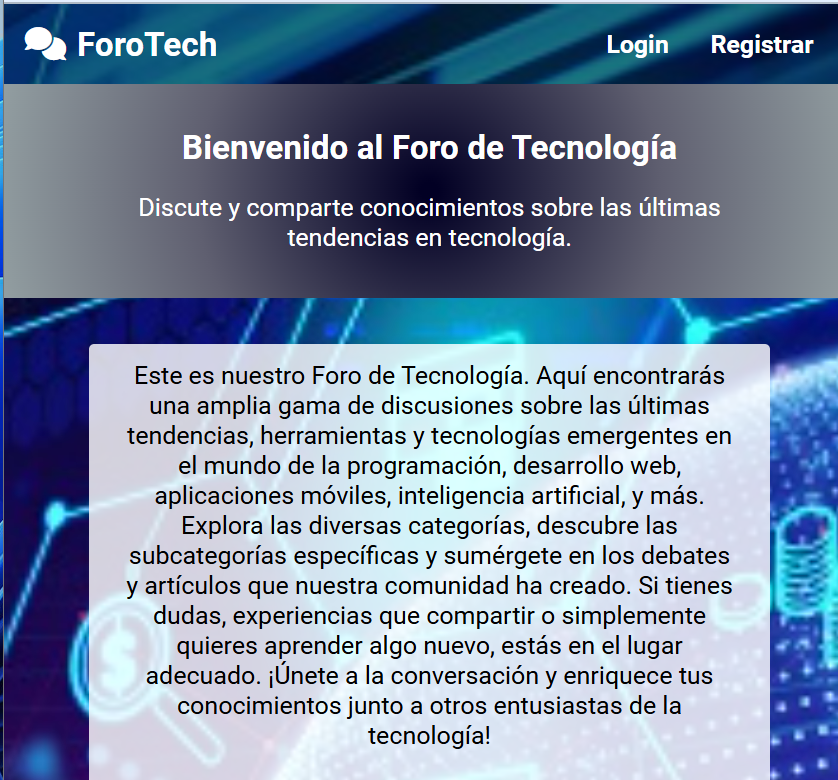 ForoTech
Login
Registrar
Bienvenido al Foro de Tecnología
Discute y comparte conocimientos sobre las últimas
tendencias en tecnología.
Este es nuestro Foro de Tecnología. Aquí encontrarás
una amplia gama de discusiones sobre las últimas
tendencias, herramientas y tecnologías emergentes en
el mundo de la programación, desarrollo web,
aplicaciones móviles, inteligencia artificial, y más.
Explora las diversas categorías, descubre las
subcategorías específicas y sumérgete en los debates
y artículos que nuestra comunidad ha creado. Si tienes
dudas, experiencias que compartir o simplemente
quieres aprender algo nuevo, estás en el lugar
adecuado. ¡Únete a la conversación y enriquece tus
conocimientos junto a otros entusiastas de la
tecnología!